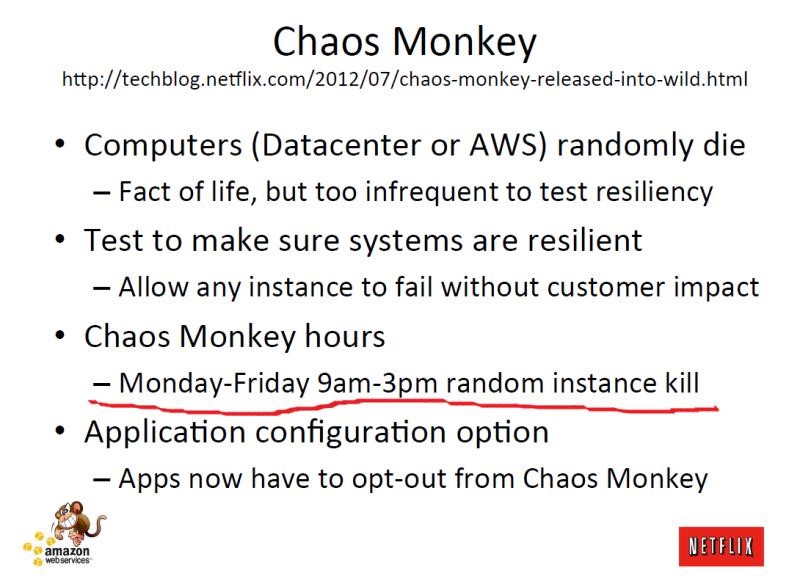 Chaos Monkey
http://techblog.netflix.com/2012/07/chaos-monkey-released-into-wild.html
• Computers (Datacenter or AWS) randomly die
– Fact of life, but too infrequent to test resiliency
• Test to make sure systems are resilient
– Allow any instance to fail without customer impact
• Chaos Monkey hours
– Monday-Friday 9am-3pm random instance kill
• Application configuration option
– Apps now have to opt-out from Chaos Monkey
amazon
webservices™
NETFLIX